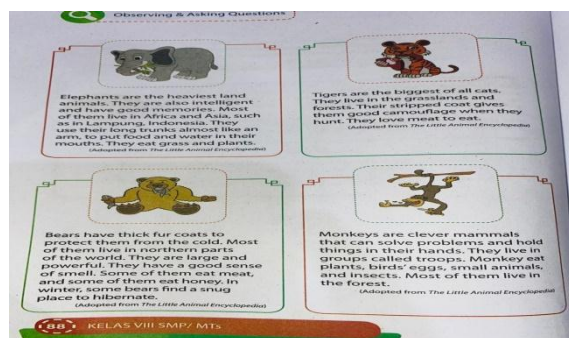 Observing & Asking Questions
Elephants are the heaviest land
animals. They are also intelligent
and have good memories. Most
of them live in Africa and Asia, such
as in Lampung, Indonesia. They
use their long trunks almost like an
arm, to put food and water in their
mouths. They eat grass and plants.
(Adopted from The Little Animal Encyclopedia)
Tigers are the biggest of all cats.
They live in the grasslands and
forests. Their stripped coat gives
them good camouflage when they
hunt. They love meat to eat.
(Adopted from The Little Animal Encyclopedia)
Bears have thick fur coats to
protect them from the cold. Most
of them live in northern parts
of the world. They are large and
powerful. They have a good sense
of smell. Some of them eat meat,
and some of them eat honey. In
winter, some bears find a snug
place to hibernate.
(Adopted from The Little Animal Encyclopedia)
Monkeys are clever mammals
that can solve problems and hold
things in their hands. They live in
groups called troops. Monkey eat
plants, birds' eggs, small animals,
and insects. Most of them live in
the forest.
(Adopted from The Little Animal Encyclopedia)
88 KELAS VIII SMP/ MTs